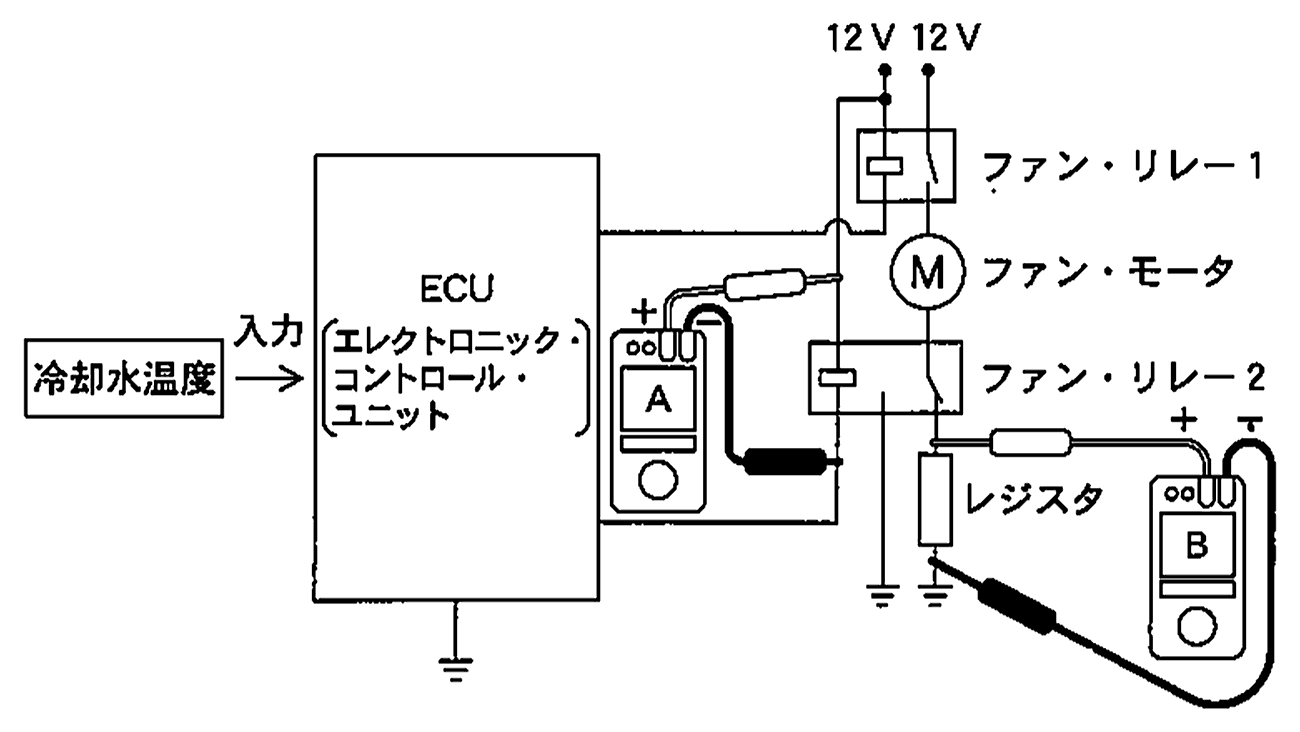 12V 12V
ファン・リレー1
ファン・モータ
M
ECU
エレクトロニック・
コントロール・
ユニット
入力
冷却水温度
+ −
A
ファン・リレー2
+ −
レジスタ
B